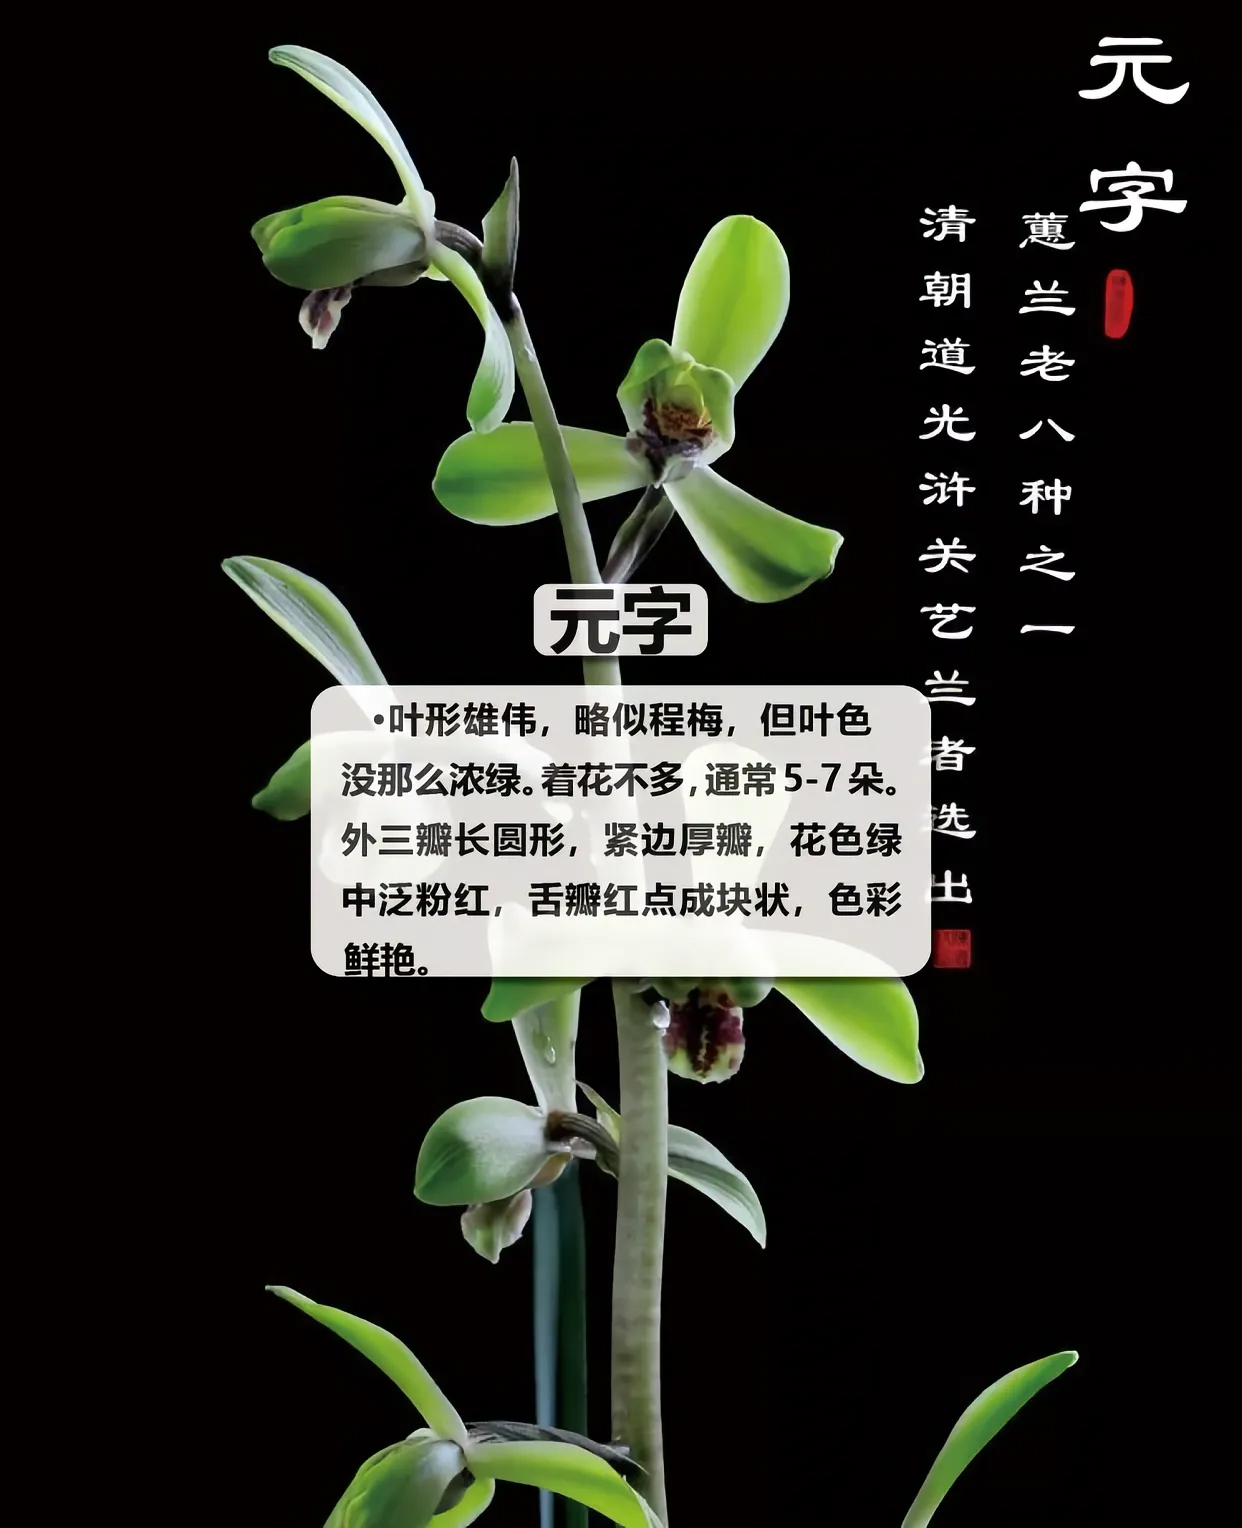 元字
蕙兰老八种之一
清朝道光浒关艺兰者选出
元字
•叶形雄伟，略似程梅，但叶色
没那么浓绿。着花不多，通常5-7朵。
外三瓣长圆形，紧边厚瓣，花色绿
中泛粉红，舌瓣红点成块状，色彩
鲜艳。